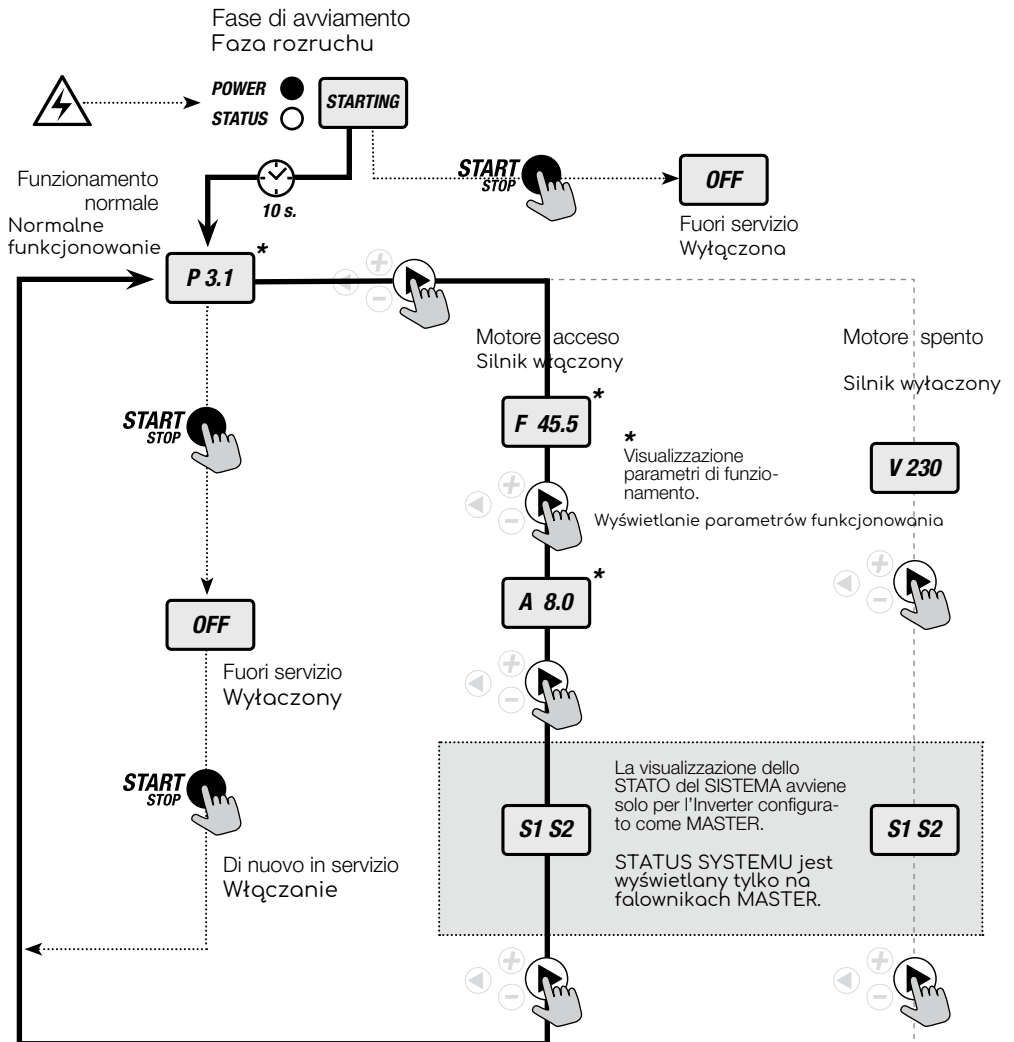 Fase di avviamento
Faza rozruchu
POWER
STATUS
STARTING
START
STOP
OFF
Fuori servizio
Wyłączona
10 s.
Funzionamento
normale
Normalne
funkcjonowanie
P 3.1
*
Motore acceso
Silnik włączony
Motore spento
Silnik wyłaczony
START
STOP
F 45.5
*
*
Visualizzazione
parametri di funzio-
namento.
Wyświetlanie parametrów funkcjonowania
V 230
A 8.0
*
OFF
Fuori servizio
Wyłaczony
START
STOP
Di nuovo in servizio
Włączanie
S1 S2
La visualizzazione dello
STATO del SISTEMA avviene
solo per l'Inverter configura-
to come MASTER.
STATUS SYSTEMU jest
wyświetlany tylko na
falownikach MASTER.
S1 S2